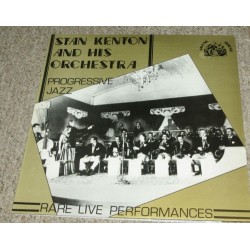 STAN KENTON
AND HIS
ORCHESTRA
PROGRESSIVE
JAZZ
RARE LIVE PERFORMANCES